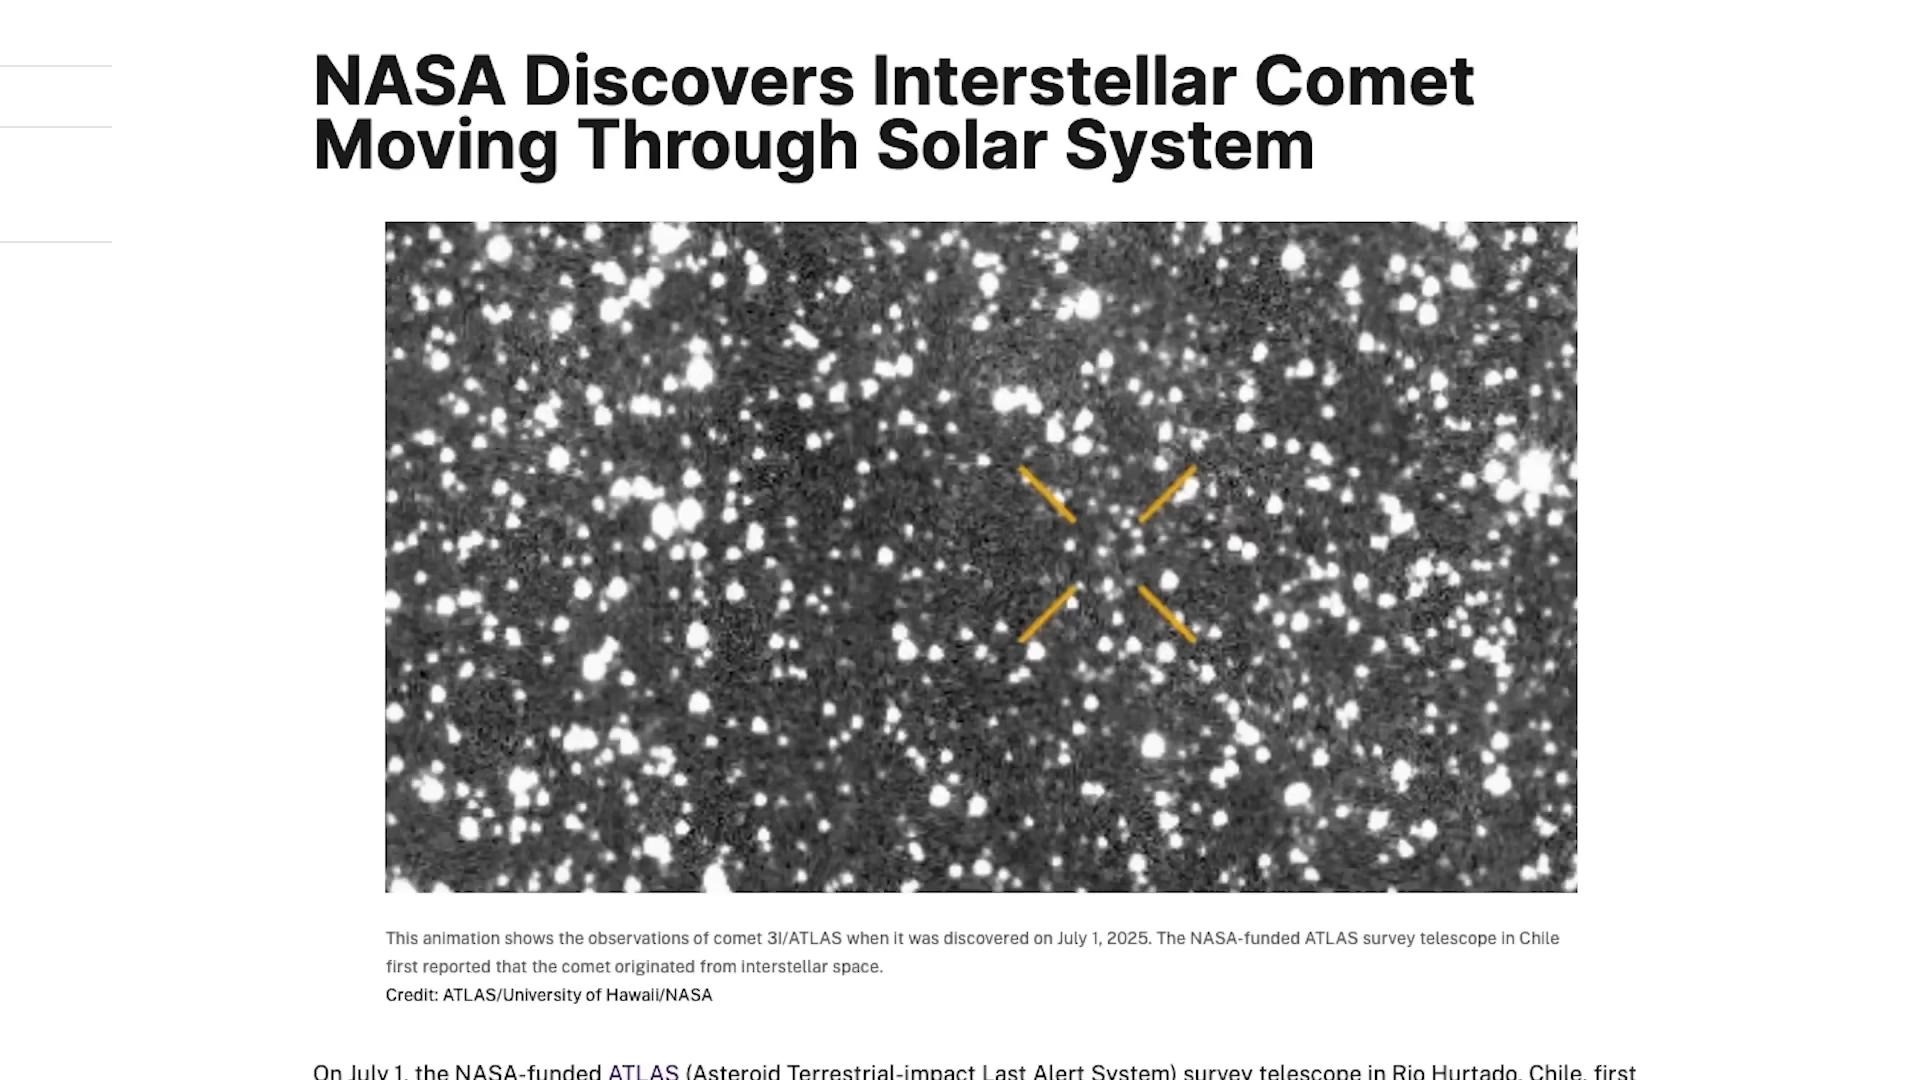 NASA Discovers Interstellar Comet
Moving Through Solar System
This animation shows the observations of comet 3I/ATLAS when it was discovered on July 1, 2025. The NASA-funded ATLAS survey telescope in Chile
first reported that the comet originated from interstellar space.
Credit: ATLAS/University of Hawaii/NASA
On July 1, the NASA-funded ATLAS (Asteroid Terrestrial-impact Last Alert System) survey telescope in Rio Hurtado, Chile, first